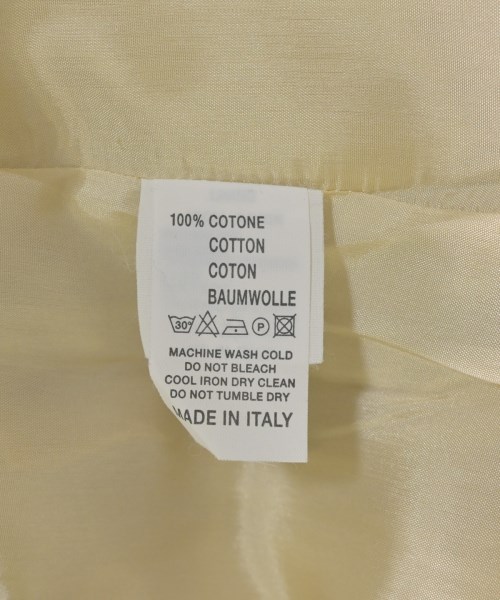 100% COTONE
COTTON
COTON
BAUMWOLLE
30° P
MACHINE WASH COLD
DO NOT BLEACH
COOL IRON DRY CLEAN
DO NOT TUMBLE DRY
MADE IN ITALY